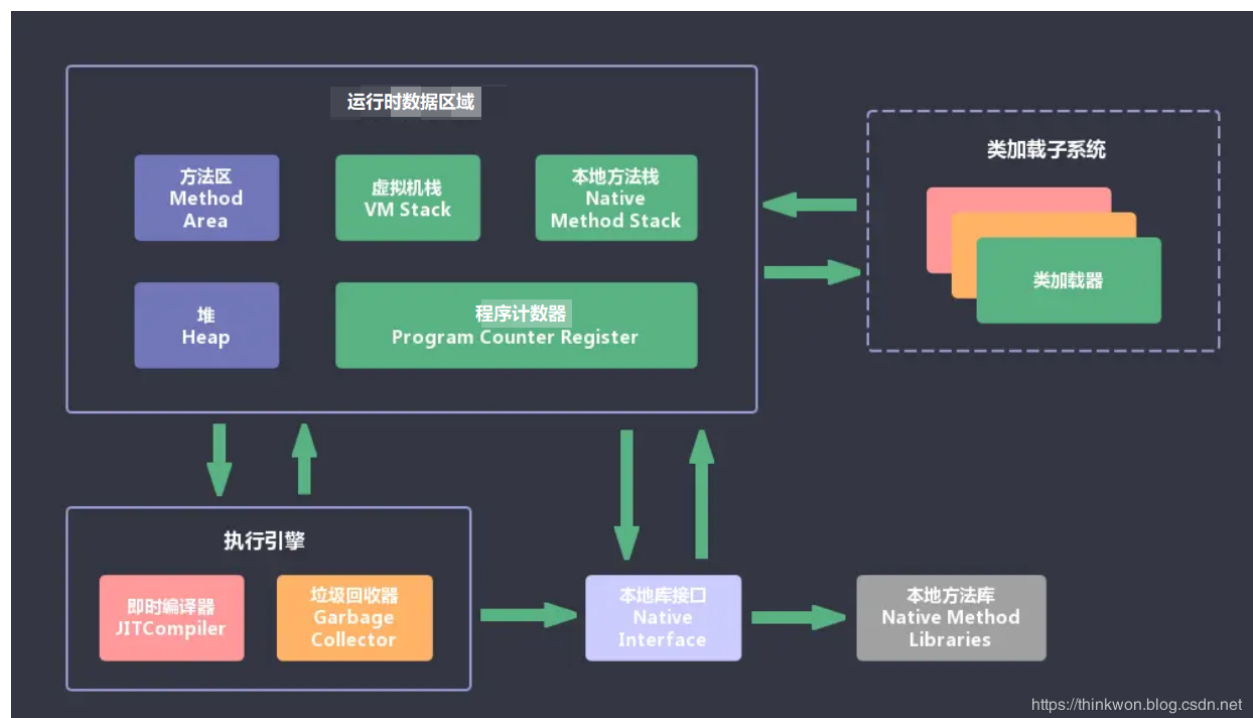 运行时数据区域
方法区
Method
Area
虚拟机栈
VM Stack
本地方法栈
Native
Method Stack
堆
Heap
程序计数器
Program Counter Register
类加载子系统
类加载器
执行引擎
即时编译器
JITCompiler
垃圾回收器
Garbage
Collector
本地库接口
Native
Interface
本地方法库
Native Method
Libraries
https://thinkwon.blog.csdn.net